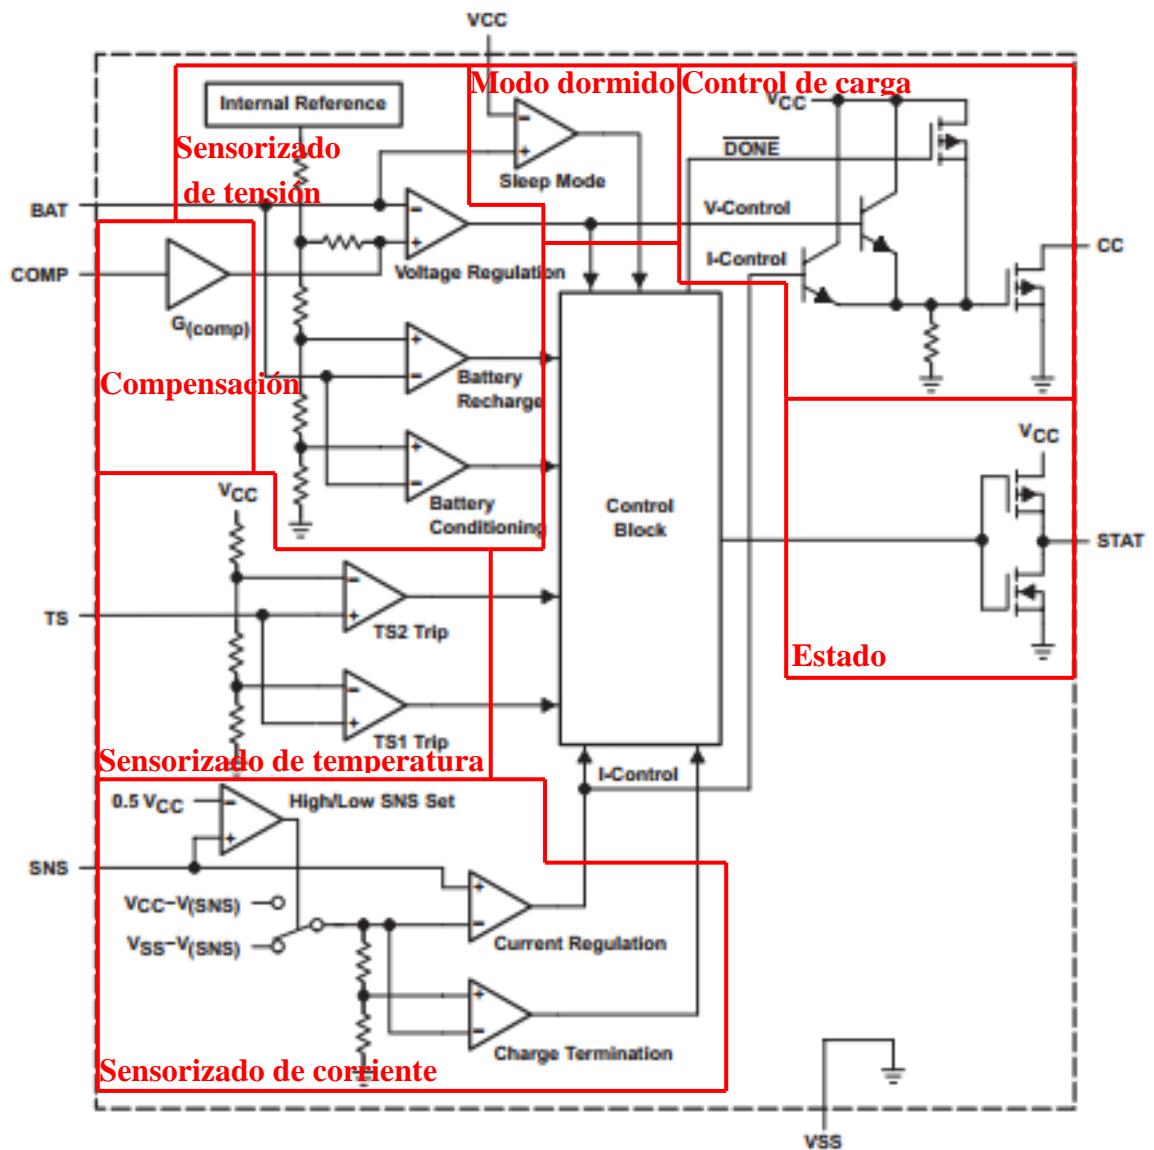 VCC
Modo dormido
Control de carga
Internal Reference
VCC
Sensorizado
de tensión
DONE
Sleep Mode
BAT
V-Control
CC
COMP
I-Control
Voltage Regulation
G(comp)
Compensación
Battery
Recharge
VCC
VCC
Battery
Conditioning
Control
Block
STAT
TS
TS2 Trip
Estado
TS1 Trip
Sensorizado de temperatura
I-Control
0.5 VCC
High/Low SNS Set
SNS
VCC–V(SNS)
VSS–V(SNS)
Current Regulation
Charge Termination
Sensorizado de corriente
VSS